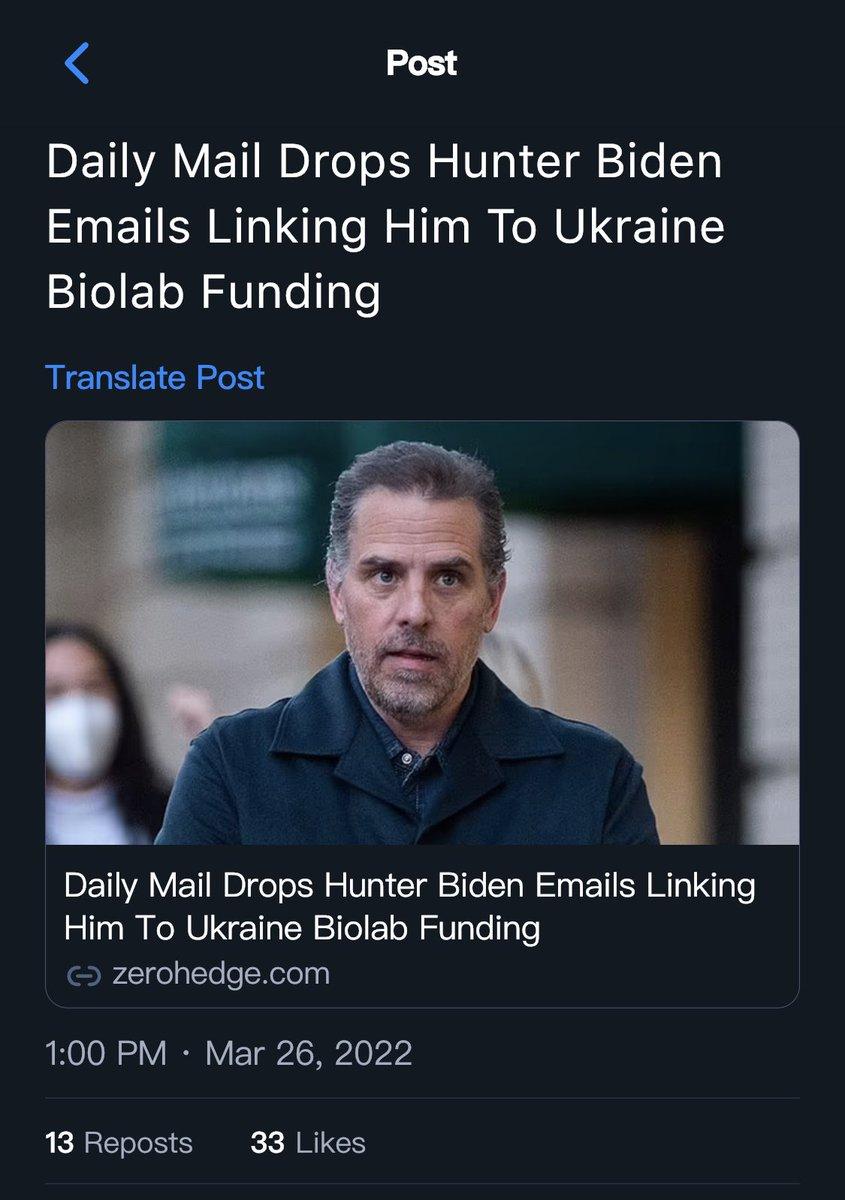 Post
Daily Mail Drops Hunter Biden
Emails Linking Him To Ukraine
Biolab Funding
Translate Post
Daily Mail Drops Hunter Biden Emails Linking
Him To Ukraine Biolab Funding
zerohedge.com
1:00 PM · Mar 26, 2022
13 Reposts 33 Likes